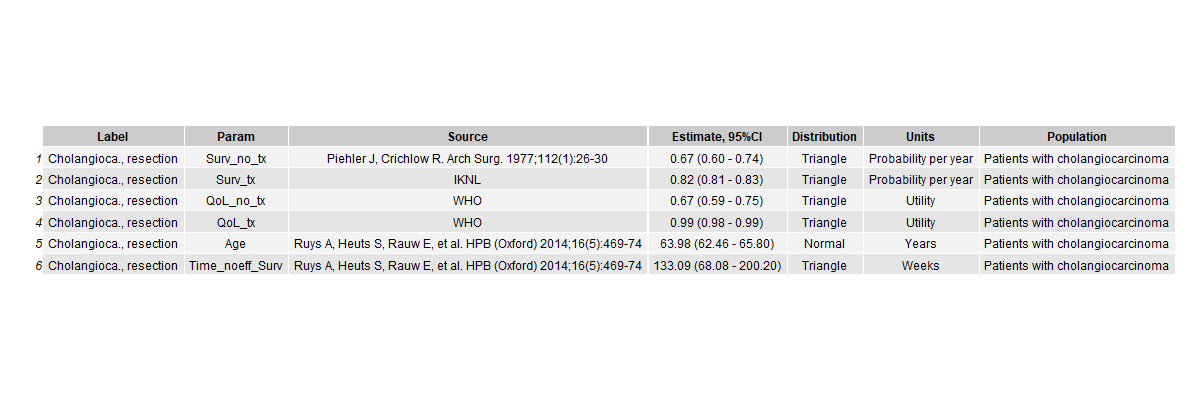 Label Param Source Estimate, 95%CI Distribution Units Population
1 Cholangioca., resection Surv_no_tx Piehler J, Crichlow R. Arch Surg. 1977;112(1):26-30 0.67 (0.60 - 0.74) Triangle Probability per year Patients with cholangiocarcinoma
2 Cholangioca., resection Surv_tx IKNL 0.82 (0.81 - 0.83) Triangle Probability per year Patients with cholangiocarcinoma
3 Cholangioca., resection QoL_no_tx WHO 0.67 (0.59 - 0.75) Triangle Utility Patients with cholangiocarcinoma
4 Cholangioca., resection QoL_tx WHO 0.99 (0.98 - 0.99) Triangle Utility Patients with cholangiocarcinoma
5 Cholangioca., resection Age Ruys A, Heuts S, Rauw E, et al. HPB (Oxford) 2014;16(5):469-74 63.98 (62.46 - 65.80) Normal Years Patients with cholangiocarcinoma
6 Cholangioca., resection Time_noeff_Surv Ruys A, Heuts S, Rauw E, et al. HPB (Oxford) 2014;16(5):469-74 133.09 (68.08 - 200.20) Triangle Weeks Patients with cholangiocarcinoma